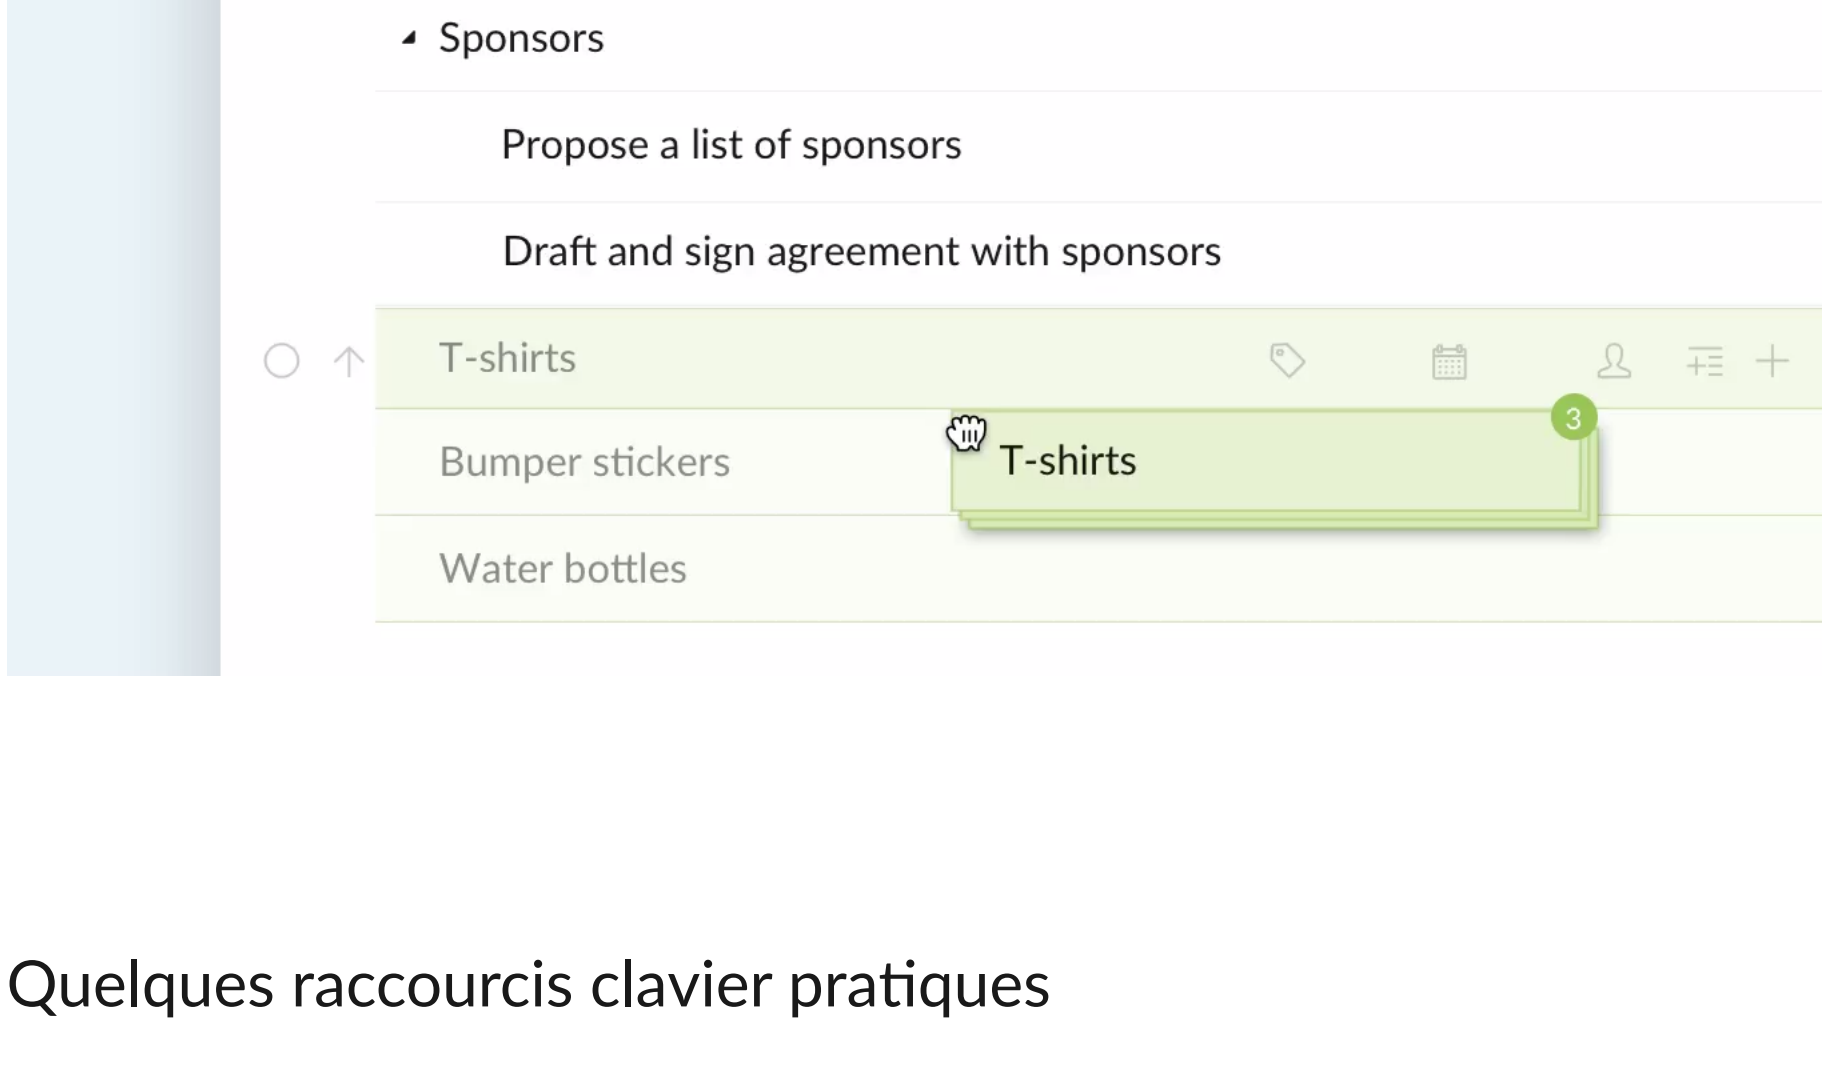 Sponsors
Propose a list of sponsors
Draft and sign agreement with sponsors
T-shirts
3
Bumper stickers
T-shirts
Water bottles
Quelques raccourcis clavier pratiques